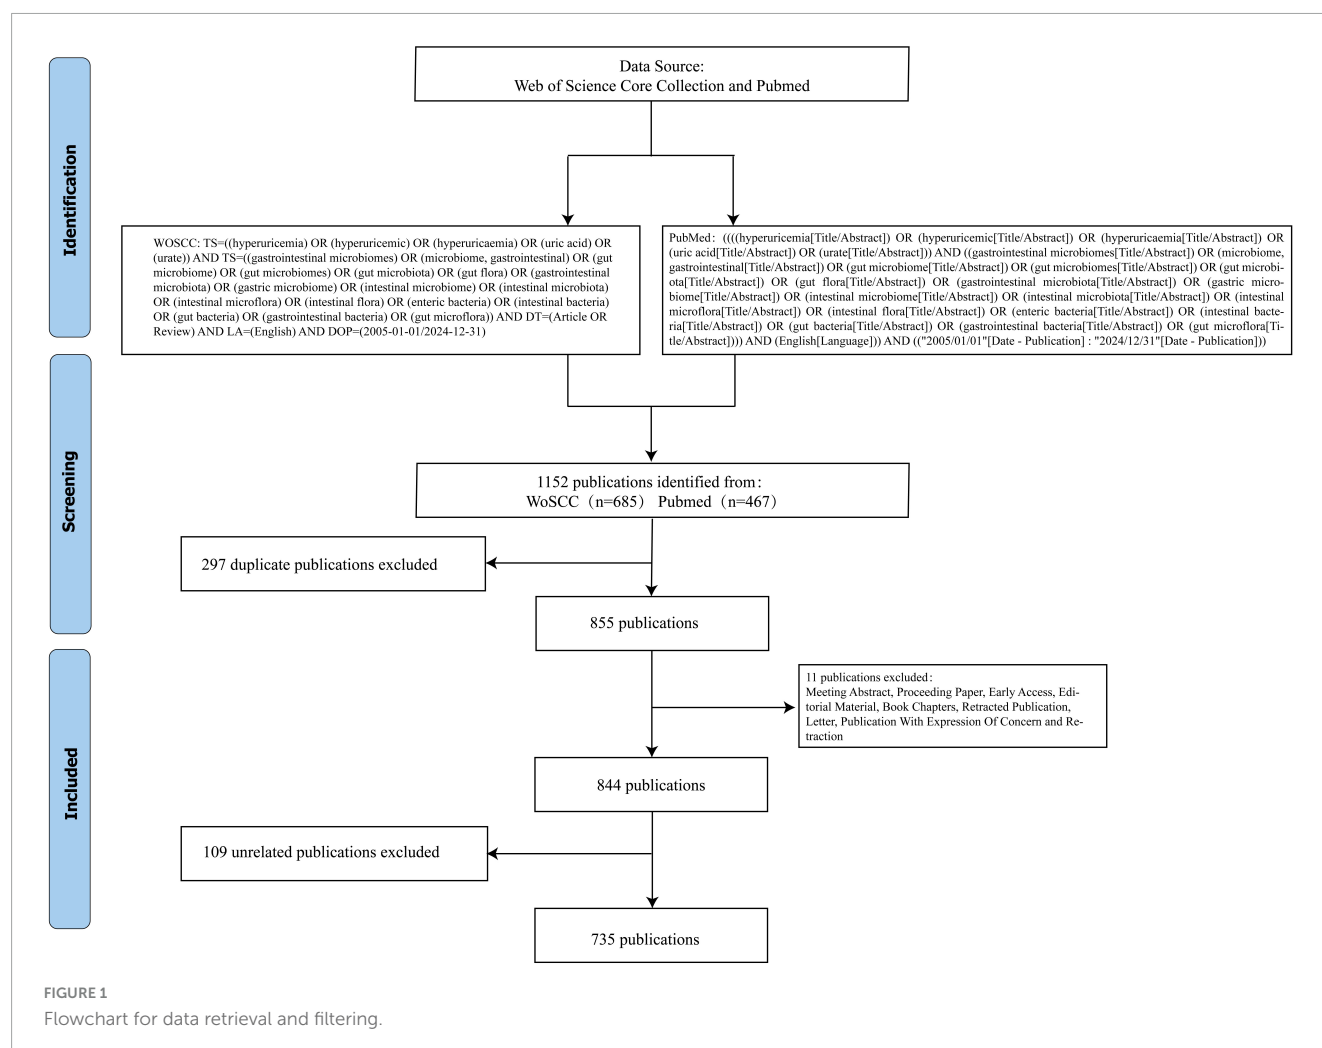 Identification
Data Source:
Web of Science Core Collection and Pubmed
WOSCC: TS=((hyperuricemia) OR (hyperuricemic) OR (hyperuricaemia) OR (uric acid) OR
(urate)) AND TS=((gastrointestinal microbiomes) OR (microbiome, gastrointestinal) OR (gut
microbiome) OR (gut microbiomes) OR (gut microbiota) OR (gut flora) OR (gastrointestinal
microbiota) OR (gastric microbiome) OR (intestinal microbiome) OR (intestinal microbiota)
OR (intestinal microflora) OR (intestinal flora) OR (enteric bacteria) OR (intestinal bacteria)
OR (gut bacteria) OR (gastrointestinal bacteria) OR (gut microflora)) AND DT=(Article OR
Review) AND LA=(English) AND DOP=(2005-01-01/2024-12-31)
PubMed: ((((hyperuricemia[Title/Abstract]) OR (hyperuricemic[Title/Abstract]) OR (hyperuricaemia[Title/Abstract]) OR
(uric acid[Title/Abstract]) OR (urate[Title/Abstract])) AND ((gastrointestinal microbiomes[Title/Abstract]) OR (microbiome,
gastrointestinal[Title/Abstract]) OR (gut microbiome[Title/Abstract]) OR (gut microbiomes[Title/Abstract]) OR (gut microbi-
ota[Title/Abstract]) OR (gut flora[Title/Abstract]) OR (gastrointestinal microbiota[Title/Abstract]) OR (gastric micro-
biome[Title/Abstract]) OR (intestinal microbiome[Title/Abstract]) OR (intestinal microbiota[Title/Abstract]) OR (intestinal
microflora[Title/Abstract]) OR (intestinal flora[Title/Abstract]) OR (enteric bacteria[Title/Abstract]) OR (intestinal bacte-
ria[Title/Abstract]) OR (gut bacteria[Title/Abstract]) OR (gastrointestinal bacteria[Title/Abstract]) OR (gut microflora[Ti-
tle/Abstract]))) AND (English[Language])) AND (("2005/01/01"[Date - Publication] : "2024/12/31"[Date - Publication]))
Screening
1152 publications identified from:
WoSCC (n=685) Pubmed (n=467)
297 duplicate publications excluded
855 publications
Included
11 publications excluded:
Meeting Abstract, Proceeding Paper, Early Access, Edi-
torial Material, Book Chapters, Retracted Publication,
Letter, Publication With Expression Of Concern and Re-
traction
844 publications
109 unrelated publications excluded
735 publications
FIGURE 1
Flowchart for data retrieval and filtering.